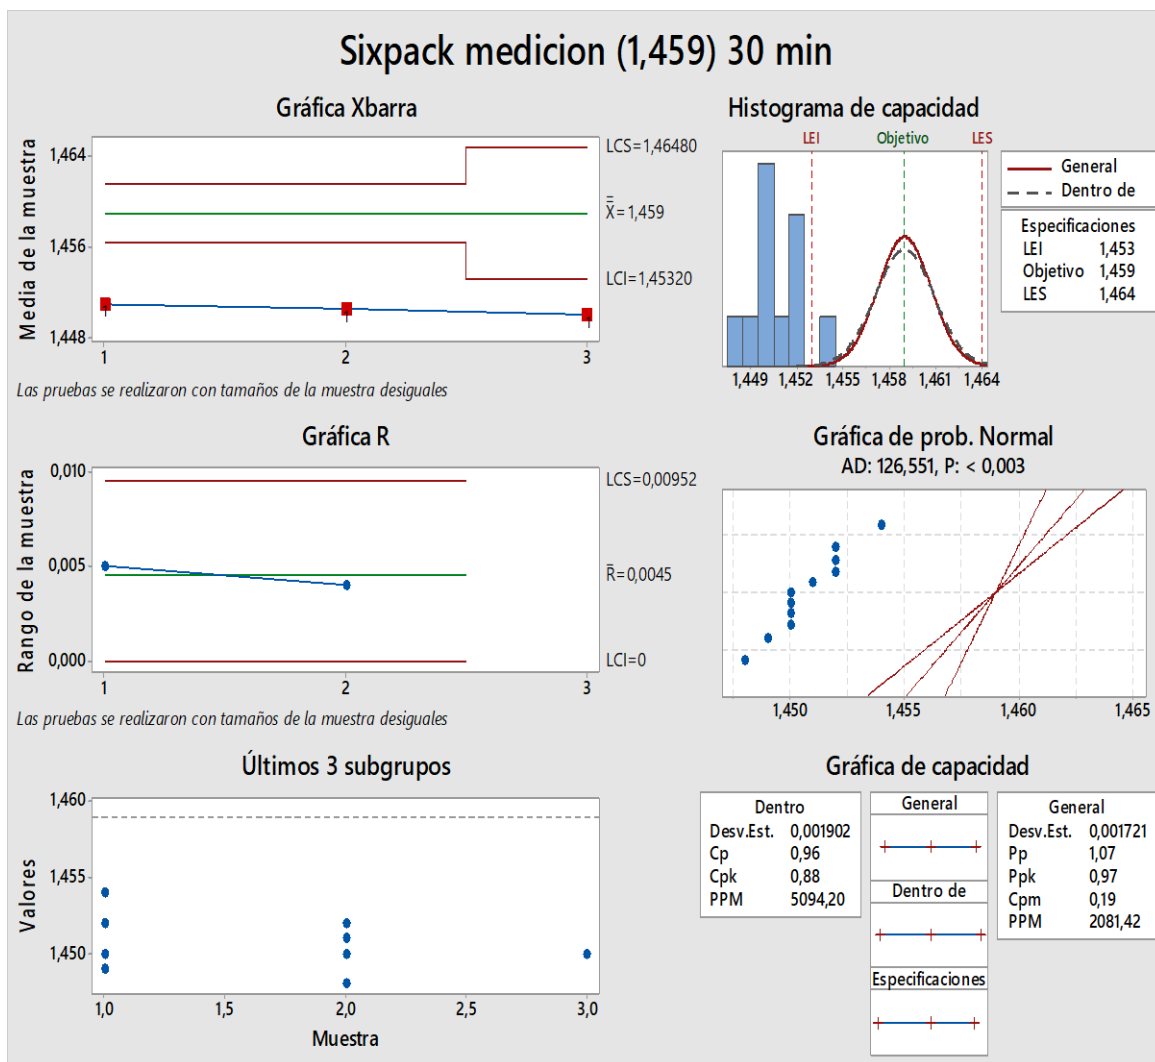 Sixpack medicion (1,459) 30 min
Gráfica Xbarra
Media de la muestra
1,464
1,456
1,448
1
2
3
LCS=1,46480
X=1,459
LCI=1,45320
Las pruebas se realizaron con tamaños de la muestra desiguales
Histograma de capacidad
LEI
Objetivo
LES
1,449
1,452
1,455
1,458
1,461
1,464
General
Dentro de
Especificaciones
LEI 1,453
Objetivo 1,459
LES 1,464
Gráfica R
Rango de la muestra
0,010
0,005
0,000
1
2
3
LCS=0,00952
R=0,0045
LCI=0
Las pruebas se realizaron con tamaños de la muestra desiguales
Gráfica de prob. Normal
AD: 126,551, P: < 0,003
1,450
1,455
1,460
1,465
Últimos 3 subgrupos
Valores
1,460
1,455
1,450
1,0
1,5
2,0
2,5
3,0
Muestra
Gráfica de capacidad
Dentro
Desv.Est. 0,001902
Cp 0,96
Cpk 0,88
PPM 5094,20
General
Dentro de
Especificaciones
General
Desv.Est. 0,001721
Pp 1,07
Ppk 0,97
Cpm 0,19
PPM 2081,42